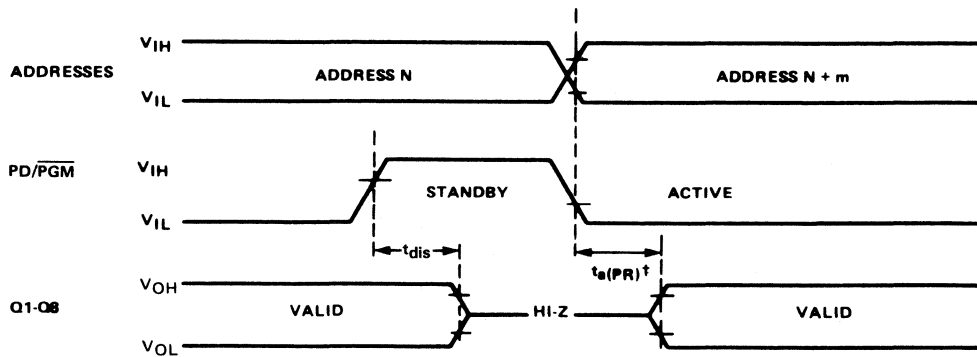 VIH
ADDRESSES
ADDRESS N
ADDRESS N + m
VIL
PD/PGM
VIH
STANDBY
ACTIVE
VIL
tdis
ta(PR)†
VOH
Q1-Q8
VALID
HI-Z
VALID
VOL